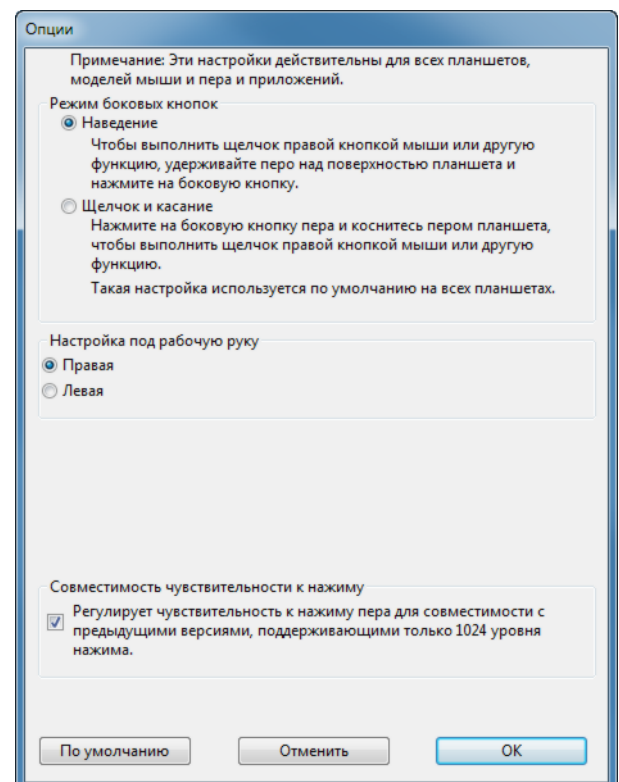 Опции
Примечание: Эти настройки действительны для всех планшетов,
моделей мыши и пера и приложений.
Режим боковых кнопок
Наведение
Чтобы выполнить щелчок правой кнопкой мыши или другую
функцию, удерживайте перо над поверхностью планшета и
нажмите на боковую кнопку.
Щелчок и касание
Нажмите на боковую кнопку пера и коснитесь пером планшета,
чтобы выполнить щелчок правой кнопкой мыши или другую
функцию.
Такая настройка используется по умолчанию на всех планшетах.
Настройка под рабочую руку
Правая
Левая
Совместимость чувствительности к нажиму
Регулирует чувствительность к нажиму пера для совместимости с
предыдущими версиями, поддерживающими только 1024 уровня
нажима.
По умолчанию
Отменить
OK